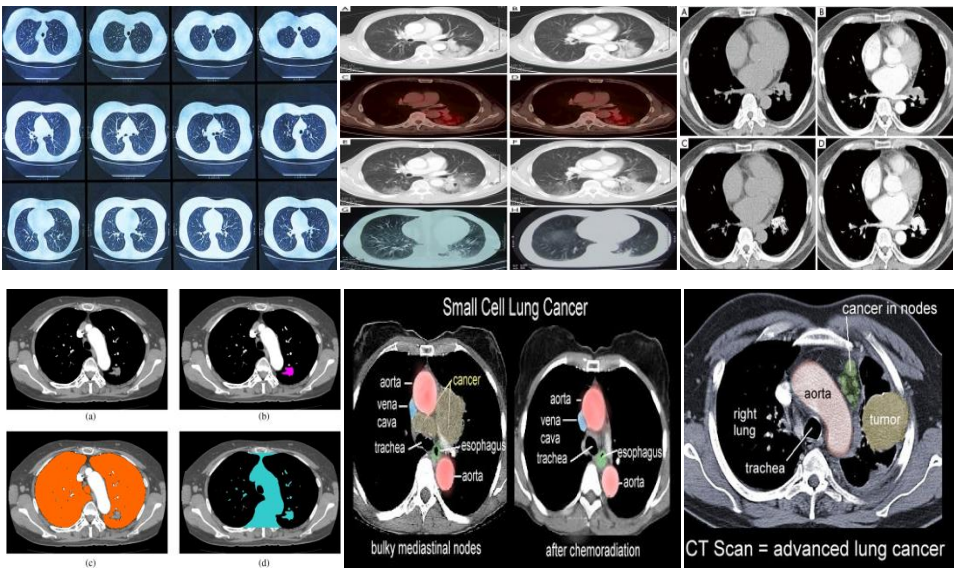 A
B
C
D
E
F
G
H
A
B
C
D
(a)
(b)
(c)
(d)
Small Cell Lung Cancer
aorta
cancer
vena
cava
trachea
esophagus
aorta
bulky mediastinal nodes
aorta
vena
cava
trachea
esophagus
aorta
after chemoradiation
cancer in nodes
aorta
right
lung
tumor
trachea
CT Scan = advanced lung cancer